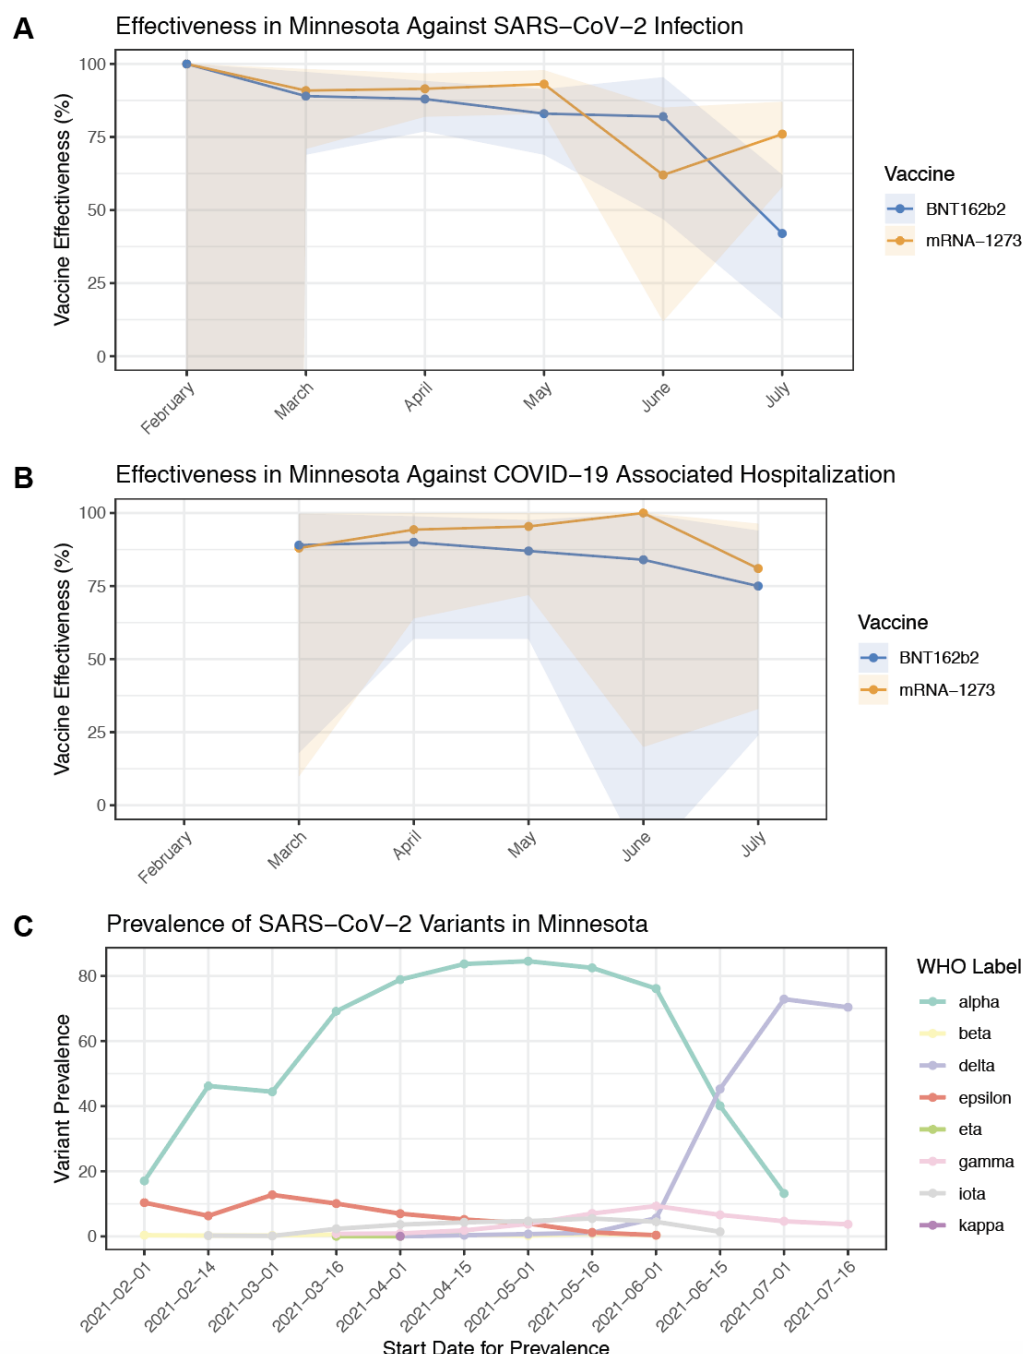 A
Effectiveness in Minnesota Against SARS−CoV−2 Infection
Vaccine Effectiveness (%)
100
75
50
25
0
February
March
April
May
June
July
Vaccine
BNT162b2
mRNA−1273
B
Effectiveness in Minnesota Against COVID−19 Associated Hospitalization
Vaccine Effectiveness (%)
100
75
50
25
0
February
March
April
May
June
July
Vaccine
BNT162b2
mRNA−1273
C
Prevalence of SARS−CoV−2 Variants in Minnesota
Variant Prevalence
80
60
40
20
0
2021−02−01
2021−02−14
2021−03−01
2021−03−16
2021−04−01
2021−04−15
2021−05−01
2021−05−16
2021−06−01
2021−06−15
2021−07−01
2021−07−16
Start Date for Prevalence
WHO Label
alpha
beta
delta
epsilon
eta
gamma
iota
kappa